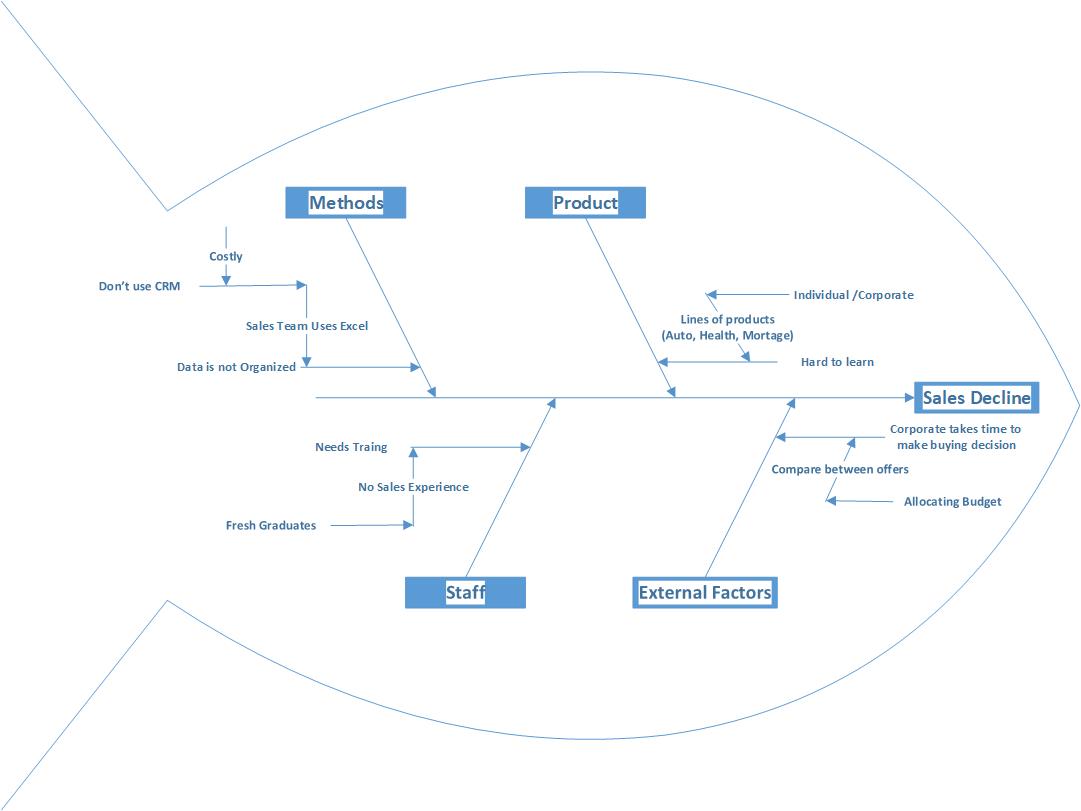 Methods
Product
Costly
Don't use CRM
Individual /Corporate
Sales Team Uses Excel
Lines of products
(Auto, Health, Mortage)
Data is not Organized
Hard to learn
Sales Decline
Corporate takes time to
make buying decision
Needs Traing
Compare between offers
No Sales Experience
Allocating Budget
Fresh Graduates
Staff
External Factors